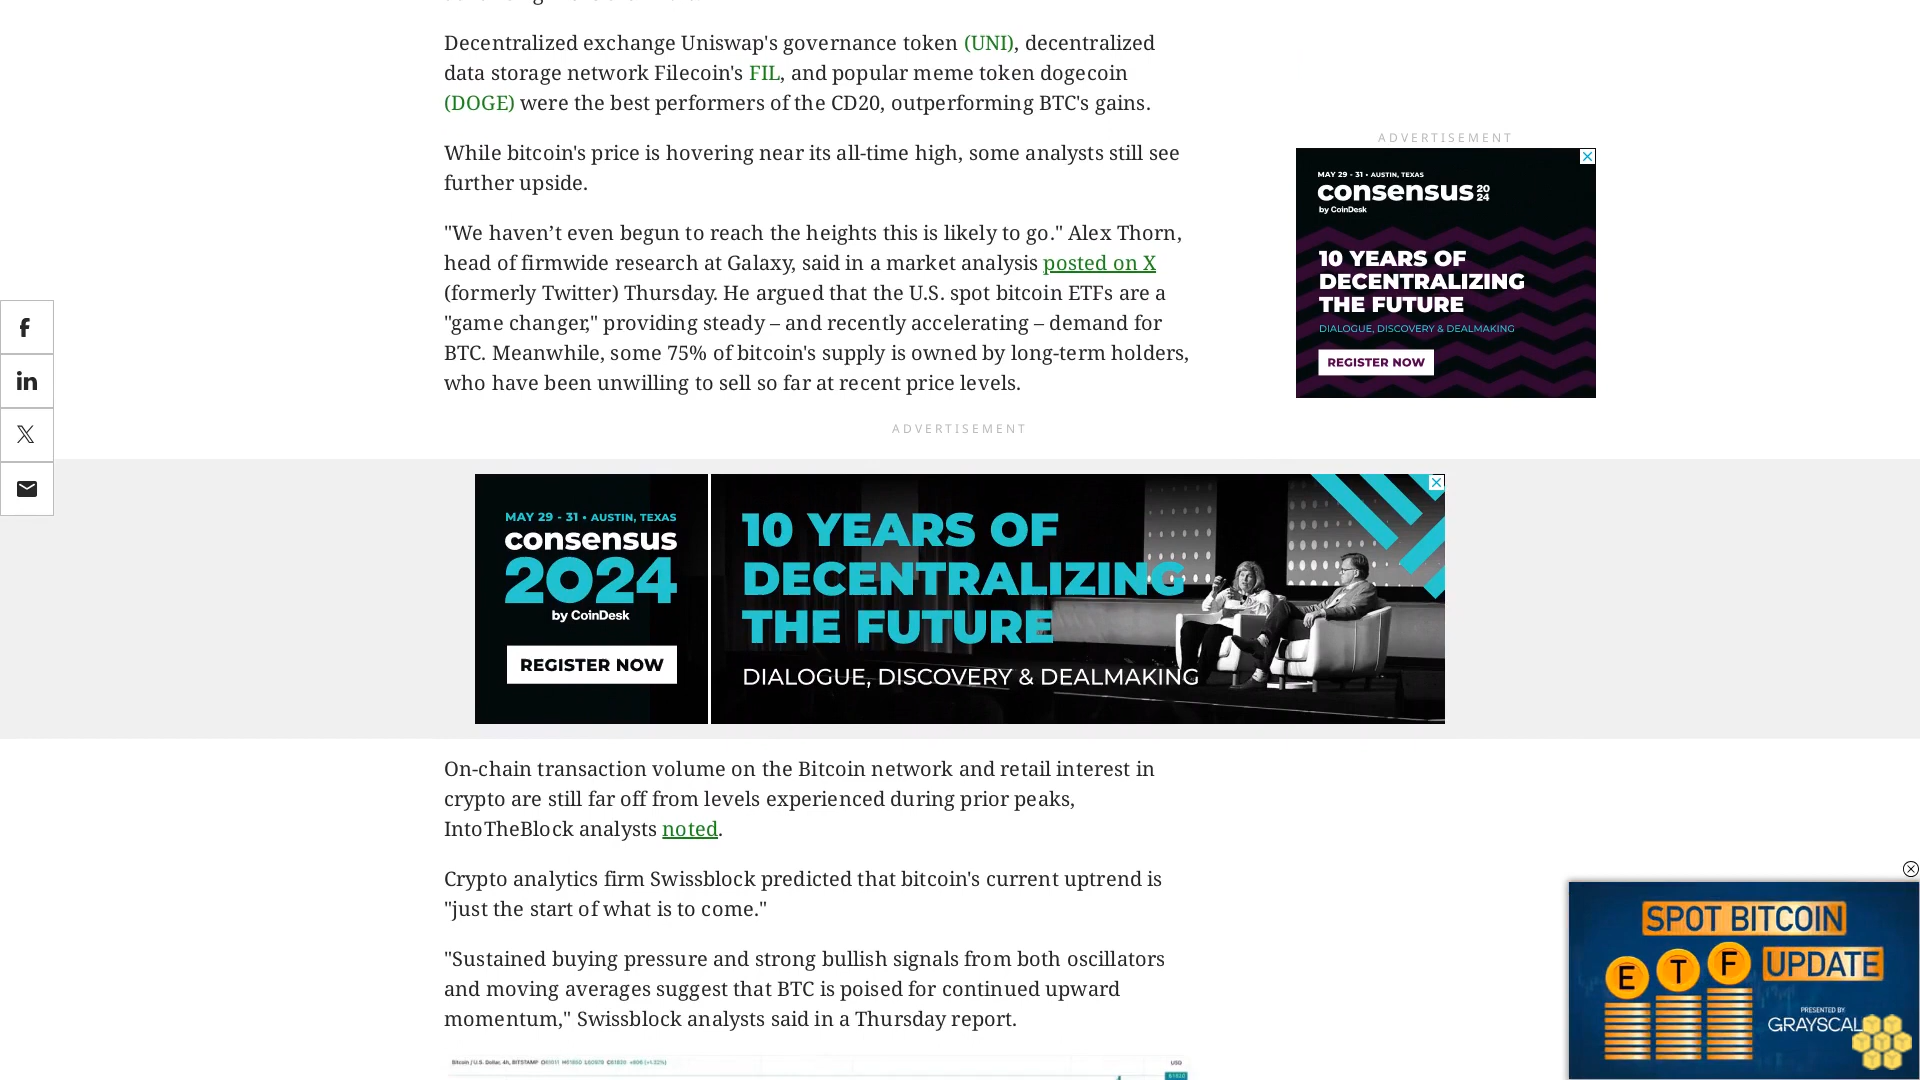 Decentralized exchange Uniswap's governance token (UNI), decentralized
data storage network Filecoin's FIL, and popular meme token dogecoin
(DOGE) were the best performers of the CD20, outperforming BTC's gains.
While bitcoin's price is hovering near its all-time high, some analysts still see
further upside.
"We haven’t even begun to reach the heights this is likely to go." Alex Thorn,
head of firmwide research at Galaxy, said in a market analysis posted on X
(formerly Twitter) Thursday. He argued that the U.S. spot bitcoin ETFs are a
"game changer," providing steady – and recently accelerating – demand for
BTC. Meanwhile, some 75% of bitcoin's supply is owned by long-term holders,
who have been unwilling to sell so far at recent price levels.
ADVERTISEMENT
MAY 29 - 31 • AUSTIN, TEXAS
consensus 2024
by CoinDesk
10 YEARS OF
DECENTRALIZING
THE FUTURE
DIALOGUE, DISCOVERY & DEALMAKING
REGISTER NOW
f
in
X
ADVERTISEMENT
MAY 29 - 31 • AUSTIN, TEXAS
consensus
2024
by CoinDesk
REGISTER NOW
10 YEARS OF
DECENTRALIZING
THE FUTURE
DIALOGUE, DISCOVERY & DEALMAKING
On-chain transaction volume on the Bitcoin network and retail interest in
crypto are still far off from levels experienced during prior peaks,
IntoTheBlock analysts noted.
Crypto analytics firm Swissblock predicted that bitcoin's current uptrend is
"just the start of what is to come."
"Sustained buying pressure and strong bullish signals from both oscillators
and moving averages suggest that BTC is poised for continued upward
momentum," Swissblock analysts said in a Thursday report.
Bitcoin / U.S. Dollar, 4h, BITSTAMP
USD
SPOT BITCOIN
ETF
UPDATE
PRESENTED BY:
GRAYSCAL